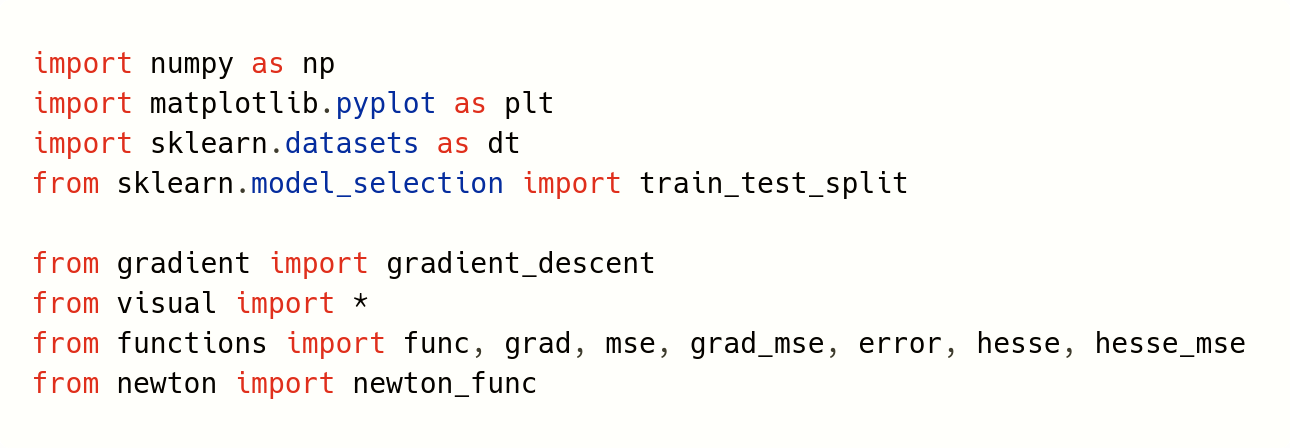 import numpy as np
import matplotlib.pyplot as plt
import sklearn.datasets as dt
from sklearn.model_selection import train_test_split
from gradient import gradient_descent
from visual import *
from functions import func, grad, mse, grad_mse, error, hesse, hesse_mse
from newton import newton_func